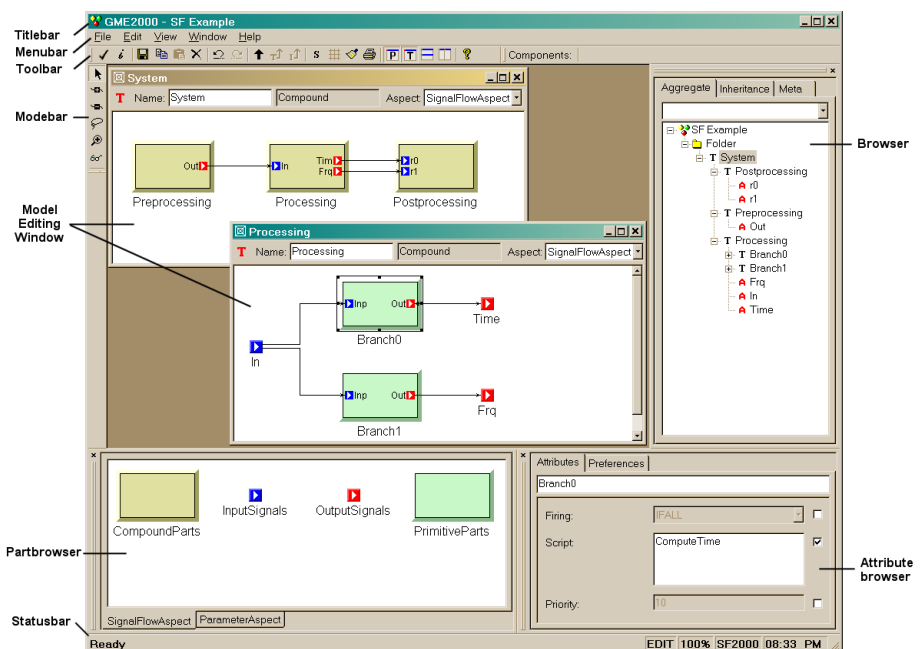 GME2000 - SF Example
Titlebar
Menubar
File Edit View Window Help
Toolbar
i S P T ? Components:
System
T Name: System Compound Aspect: SignalFlowAspect
Modebar
Out In Tim Frq r0 r1
Preprocessing Processing Postprocessing
Model
Editing
Window
Processing
T Name: Processing Compound Aspect: SignalFlowAspect
Inp Out
Time
Branch0
In
Inp Out
Frq
Branch1
Aggregate Inheritance Meta
SF Example
Folder
Browser
T System
T Postprocessing
A r0
A r1
T Preprocessing
A Out
T Processing
T Branch0
T Branch1
A Frq
A In
A Time
InputSignals OutputSignals
CompoundParts PrimitiveParts
Partbrowser
SignalFlowAspect ParameterAspect
Attributes Preferences
Branch0
Firing: IFALL
Script: ComputeTime
Attribute
browser
Priority: 10
Statusbar
Ready EDIT 100% SF2000 08:33 PM